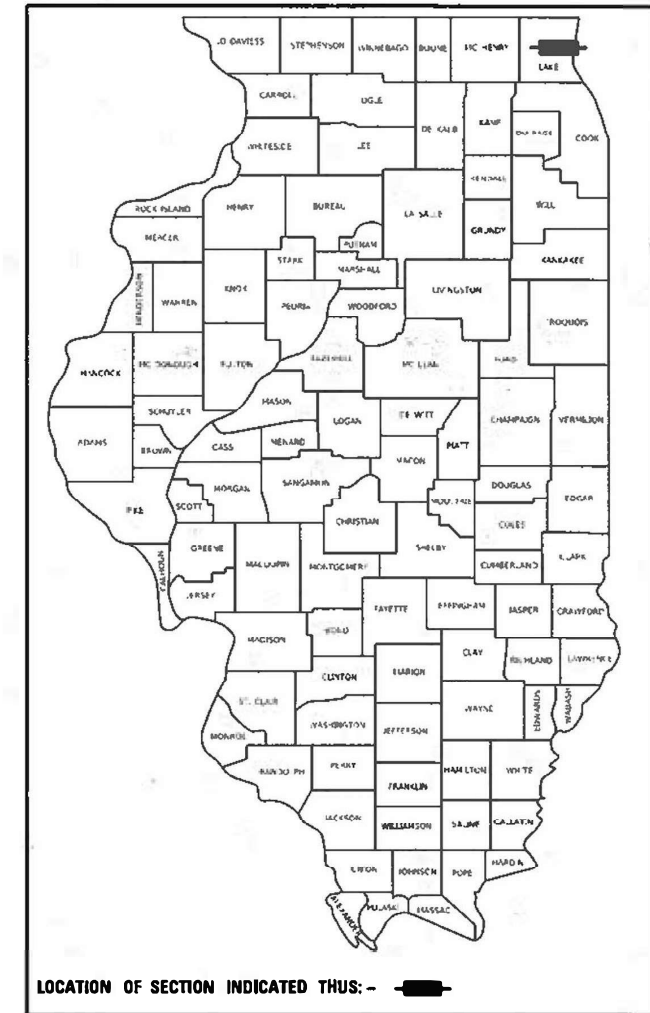 JO DAVIESS STEPHENSON WINNEBAGO BOONE MC HENRY LAKE
CARROLL OGLE DE KALB KANE COOK
WHITESIDE LEE
KENDALL
ROCK ISLAND HENRY BUREAU LA SALLE WILL
MERCER PUTNAM GRUNDY
STARK MARSHALL KANKAKEE
HENDERSON WARREN KNOX PEORIA WOODFORD LIVINGSTON IROQUOIS
HANCOCK MC DONOUGH FULTON TAZEWELL MC LEAN FORD
SCHUYLER MASON LOGAN DE WITT CHAMPAIGN VERMILION
ADAMS BROWN CASS MENARD PIATT
MACON
MORGAN SANGAMON DOUGLAS EDGAR
PIKE SCOTT CHRISTIAN MOULTRIE COLES
GREENE MACOUPIN MONTGOMERY SHELBY CUMBERLAND CLARK
CALHOUN JERSEY FAYETTE EFFINGHAM JASPER CRAWFORD
MADISON BOND
CLAY RICHLAND LAWRENCE
CLINTON MARION
ST. CLAIR WAYNE EDWARDS WABASH
MONROE WASHINGTON JEFFERSON
RANDOLPH PERRY FRANKLIN HAMILTON WHITE
JACKSON WILLIAMSON SALINE GALLATIN
UNION JOHNSON POPE HARDIN
ALEXANDER PULASKI MASSAC
LOCATION OF SECTION INDICATED THUS:-